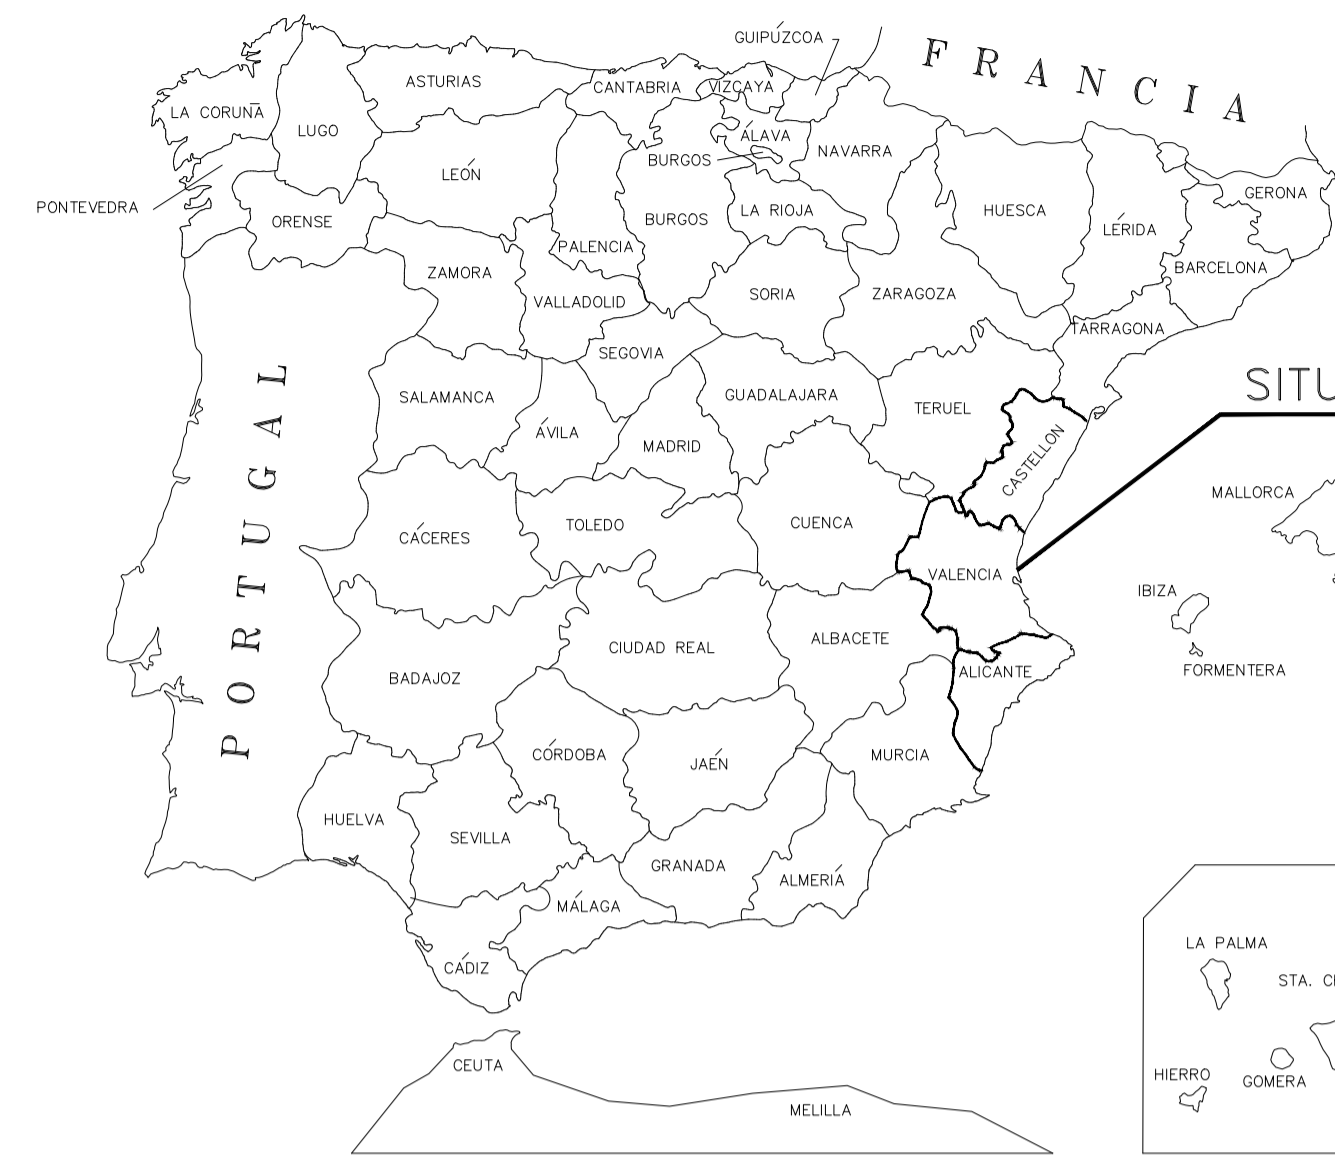 GUIPÚZCOA
FRANCIA
ASTURIAS
CANTABRIA
VIZCAYA
LA CORUÑA
LUGO
ÁLAVA
NAVARRA
BURGOS
LEÓN
PONTEVEDRA
ORENSE
BURGOS
LA RIOJA
HUESCA
LÉRIDA
GERONA
PALENCIA
ZAMORA
VALLADOLID
SORIA
ZARAGOZA
BARCELONA
TARRAGONA
SEGOVIA
SITU
SALAMANCA
GUADALAJARA
TERUEL
ÁVILA
MADRID
CASTELLON
PORTUGAL
MALLORCA
CÁCERES
TOLEDO
CUENCA
VALENCIA
IBIZA
CIUDAD REAL
ALBACETE
BADAJOZ
ALICANTE
FORMENTERA
CÓRDOBA
JAÉN
MURCIA
HUELVA
SEVILLA
GRANADA
ALMERIÁ
MÁLAGA
CÁDIZ
LA PALMA
STA. C
CEUTA
HIERRO
GOMERA
MELILLA